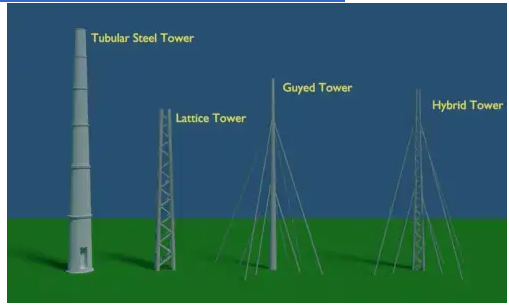 Tubular Steel Tower
Lattice Tower
Guyed Tower
Hybrid Tower